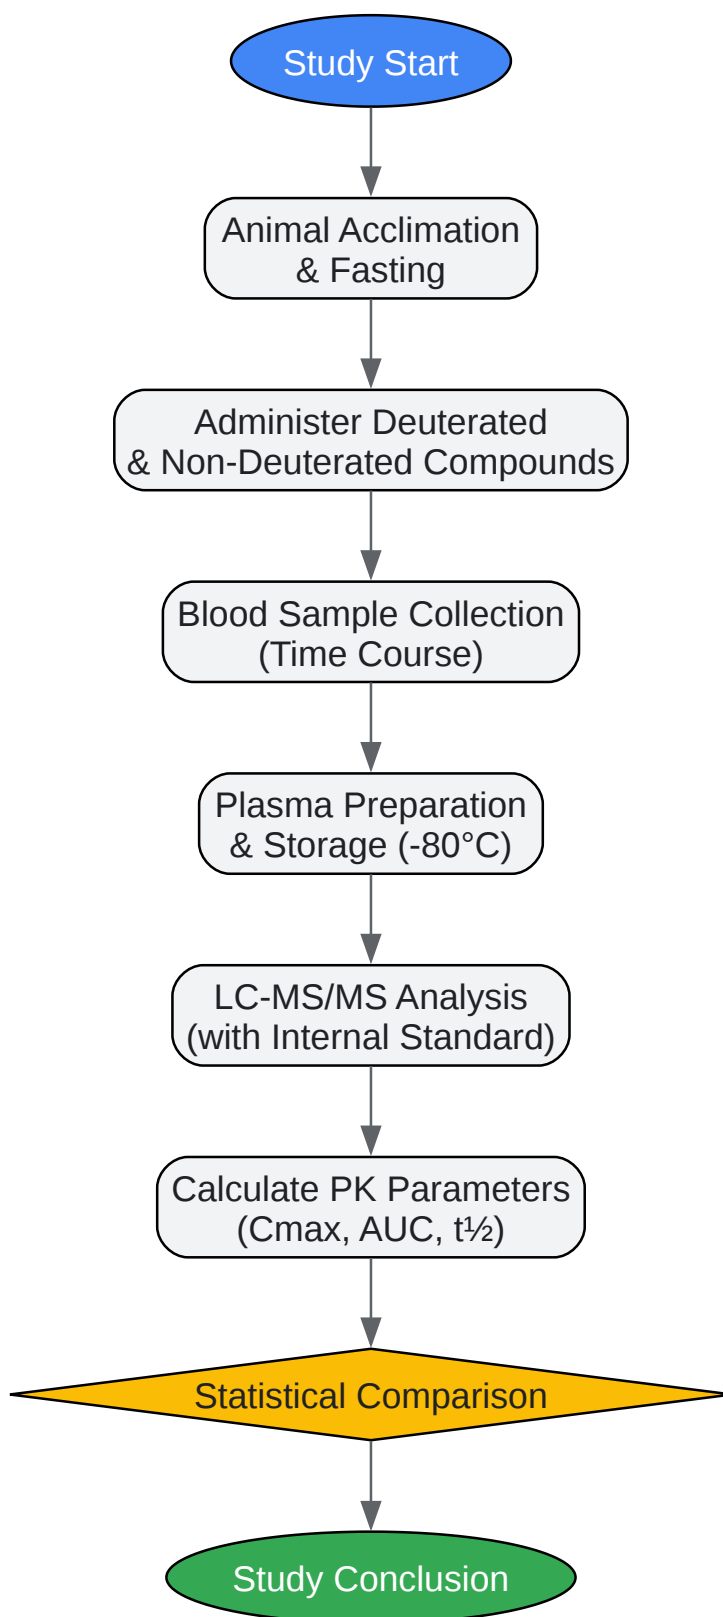 Study Start
Animal Acclimation
& Fasting
Administer Deuterated
& Non-Deuterated Compounds
Blood Sample Collection
(Time Course)
Plasma Preparation
& Storage (-80°C)
LC-MS/MS Analysis
(with Internal Standard)
Calculate PK Parameters
(Cmax, AUC, t½)
Statistical Comparison
Study Conclusion